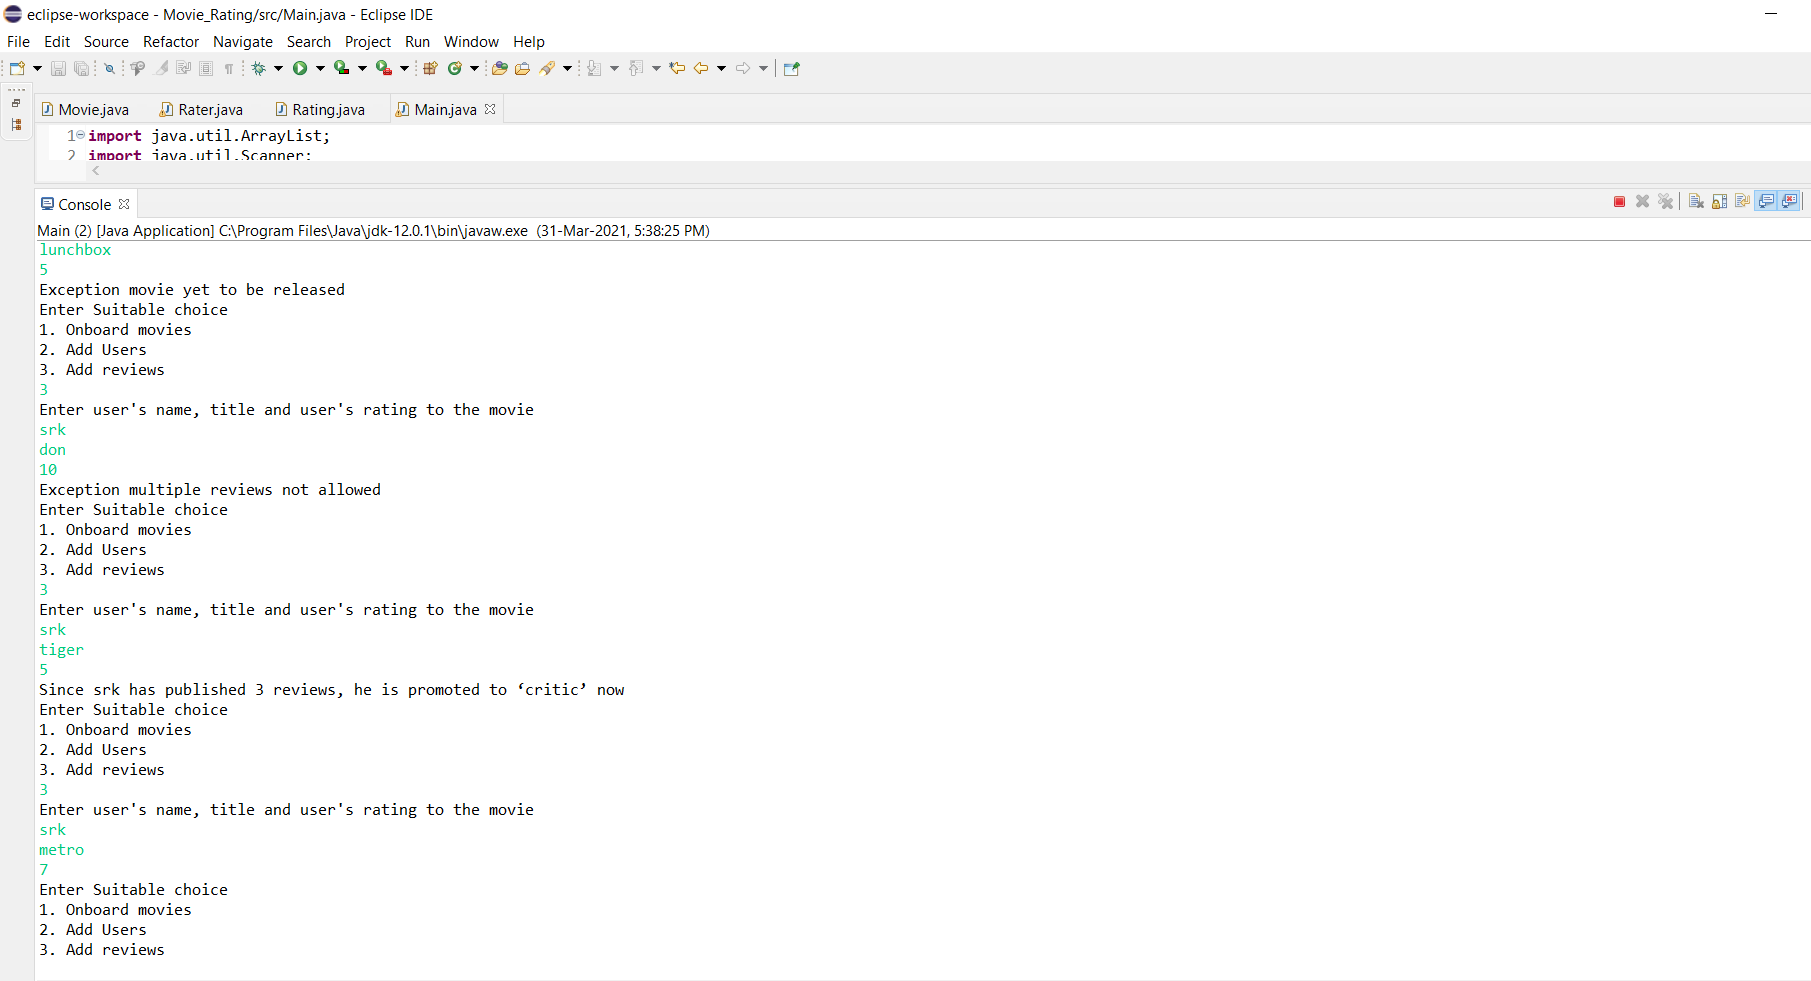 eclipse-workspace - Movie_Rating/src/Main.java - Eclipse IDE
File Edit Source Refactor Navigate Search Project Run Window Help
Movie.java Rater.java Rating.java Main.java
1 import java.util.ArrayList;
2 import java.util.Scanner;
Console
Main (2) [Java Application] C:\Program Files\Java\jdk-12.0.1\bin\javaw.exe (31-Mar-2021, 5:38:25 PM)
lunchbox
5
Exception movie yet to be released
Enter Suitable choice
1. Onboard movies
2. Add Users
3. Add reviews
3
Enter user's name, title and user's rating to the movie
srk
don
10
Exception multiple reviews not allowed
Enter Suitable choice
1. Onboard movies
2. Add Users
3. Add reviews
3
Enter user's name, title and user's rating to the movie
srk
tiger
5
Since srk has published 3 reviews, he is promoted to ‘critic’ now
Enter Suitable choice
1. Onboard movies
2. Add Users
3. Add reviews
3
Enter user's name, title and user's rating to the movie
srk
metro
7
Enter Suitable choice
1. Onboard movies
2. Add Users
3. Add reviews